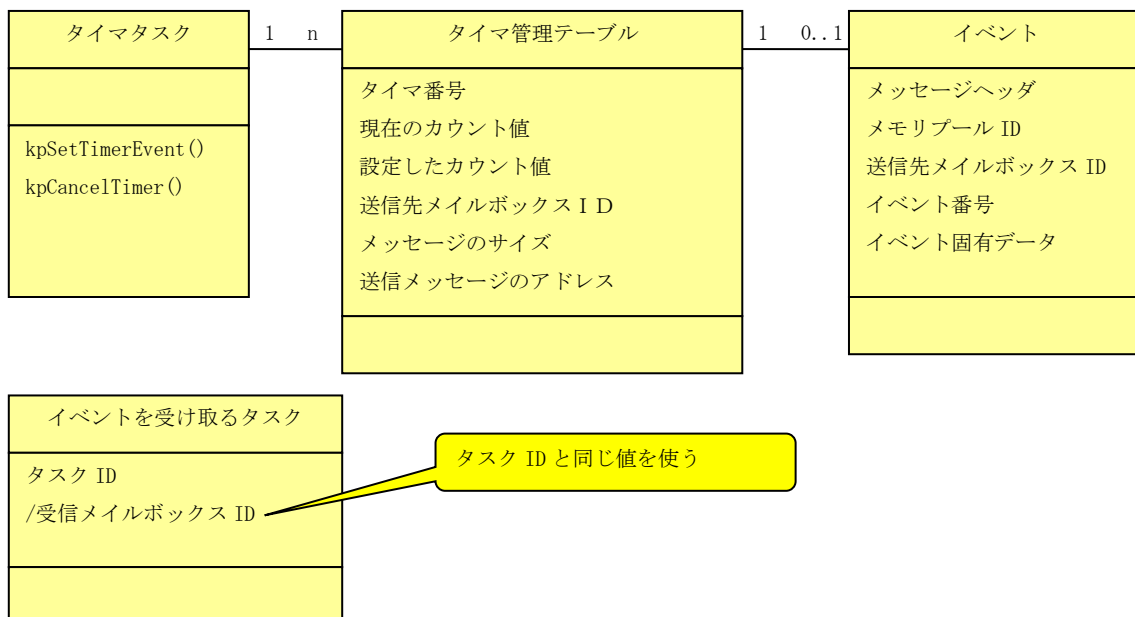 タイマタスク
1 n
タイマ管理テーブル
1 0..1
イベント
kpSetTimerEvent()
kpCancelTimer()
タイマ番号
現在のカウント値
設定したカウント値
送信先メイルボックスＩＤ
メッセージのサイズ
送信メッセージのアドレス
メッセージヘッダ
メモリプール ID
送信先メイルボックス ID
イベント番号
イベント固有データ
イベントを受け取るタスク
タスク ID
/受信メイルボックス ID
タスク ID と同じ値を使う